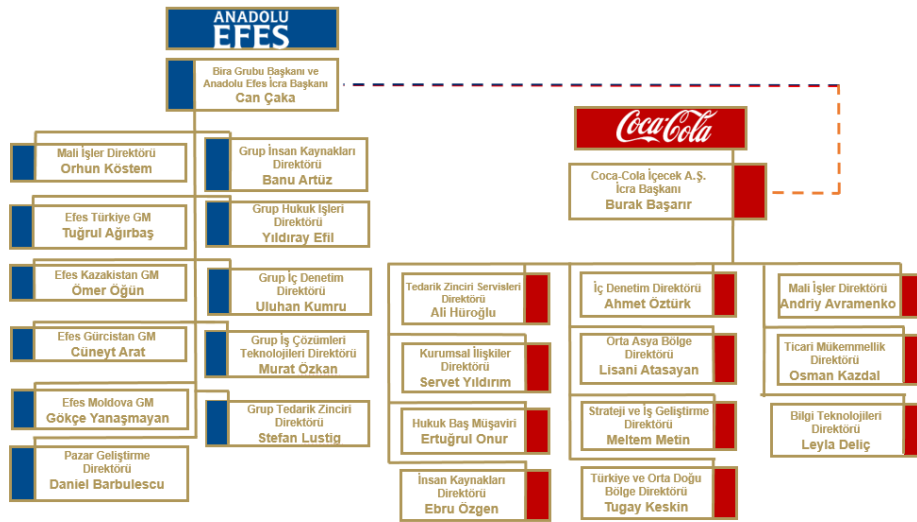 ANADOLU
EFES
Bira Grubu Başkanı ve
Anadolu Efes İcra Başkanı
Can Çaka
Mali İşler Direktörü
Orhun Köstem
Grup İnsan Kaynakları
Direktörü
Banu Artüz
Efes Türkiye GM
Tuğrul Ağırbaş
Grup Hukuk İşleri
Direktörü
Yıldıray Efil
Efes Kazakistan GM
Ömer Öğün
Grup İç Denetim
Direktörü
Uluhan Kumru
Efes Gürcistan GM
Cüneyt Arat
Grup İş Çözümleri
Teknolojileri Direktörü
Murat Özkan
Efes Moldova GM
Gökçe Yanaşmayan
Grup Tedarik Zinciri
Direktörü
Stefan Lustig
Pazar Geliştirme
Direktörü
Daniel Barbulescu
Coca-Cola
Coca-Cola İçecek A.Ş.
İcra Başkanı
Burak Başarır
Tedarik Zinciri Servisleri
Direktörü
Ali Hüroğlu
Kurumsal İlişkiler
Direktörü
Servet Yıldırım
Hukuk Baş Müşaviri
Ertuğrul Onur
İnsan Kaynakları
Direktörü
Ebru Özgen
İç Denetim Direktörü
Ahmet Öztürk
Orta Asya Bölge
Direktörü
Lisani Atasayan
Strateji ve İş Geliştirme
Direktörü
Meltem Metin
Türkiye ve Orta Doğu
Bölge Direktörü
Tugay Keskin
Mali İşler Direktörü
Andriy Avramenko
Ticari Mükemmellik
Direktörü
Osman Kazdal
Bilgi Teknolojileri
Direktörü
Leyla Deliç